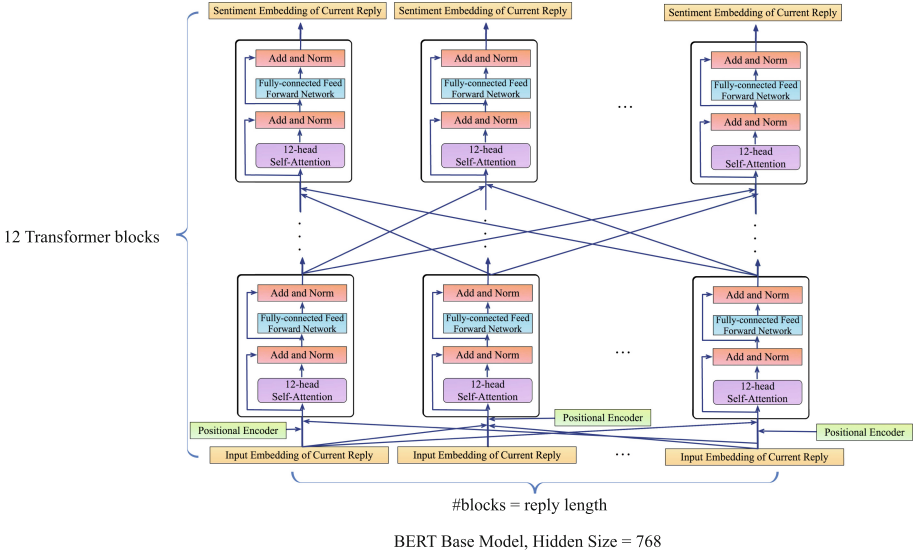 Sentiment Embedding of Current Reply
Sentiment Embedding of Current Reply
Sentiment Embedding of Current Reply
Add and Norm
Fully-connected Feed
Forward Network
Add and Norm
12-head
Self-Attention
Add and Norm
Fully-connected Feed
Forward Network
Add and Norm
12-head
Self-Attention
...
Add and Norm
Fully-connected Feed
Forward Network
Add and Norm
12-head
Self-Attention
12 Transformer blocks
Add and Norm
Fully-connected Feed
Forward Network
Add and Norm
12-head
Self-Attention
Add and Norm
Fully-connected Feed
Forward Network
Add and Norm
12-head
Self-Attention
...
Add and Norm
Fully-connected Feed
Forward Network
Add and Norm
12-head
Self-Attention
Positional Encoder
Positional Encoder
Positional Encoder
Input Embedding of Current Reply
Input Embedding of Current Reply
...
Input Embedding of Current Reply
#blocks = reply length
BERT Base Model, Hidden Size = 768